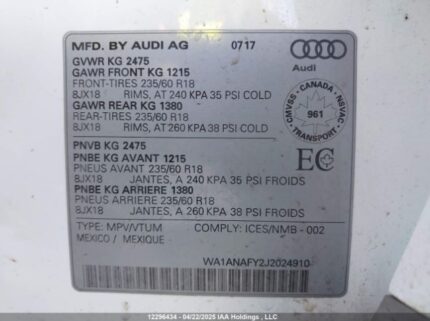 MFD. BY AUDI AG 07 17
GVWR KG 2475
GAWR FRONT KG 1215
FRONT-TIRES 235/60 R18
8JX18 RIMS, AT 240 KPA 35 PSI COLD
GAWR REAR KG 1380
REAR-TIRES 235/60 R18
8JX18 RIMS, AT 260 KPA 38 PSI COLD
Audi
CMVSS - CANADA - NSVAC
961
TRANSPORT
PNVB KG 2475
PNBE KG AVANT 1215
PNEUS AVANT 235/60 R18
8JX18 JANTES, A 240 KPA 35 PSI FROIDS
PNBE KG ARRIERE 1380
PNEUS ARRIERE 235/60 R18
8JX18 JANTES, A 260 KPA 38 PSI FROIDS
EC
TYPE: MPV/VTUM COMPLY: ICES/NMB - 002
MEXICO / MEXIQUE
WA1ANAFY2J2024910
12296434 - 04/22/2025 IAA, Inc. / Copart